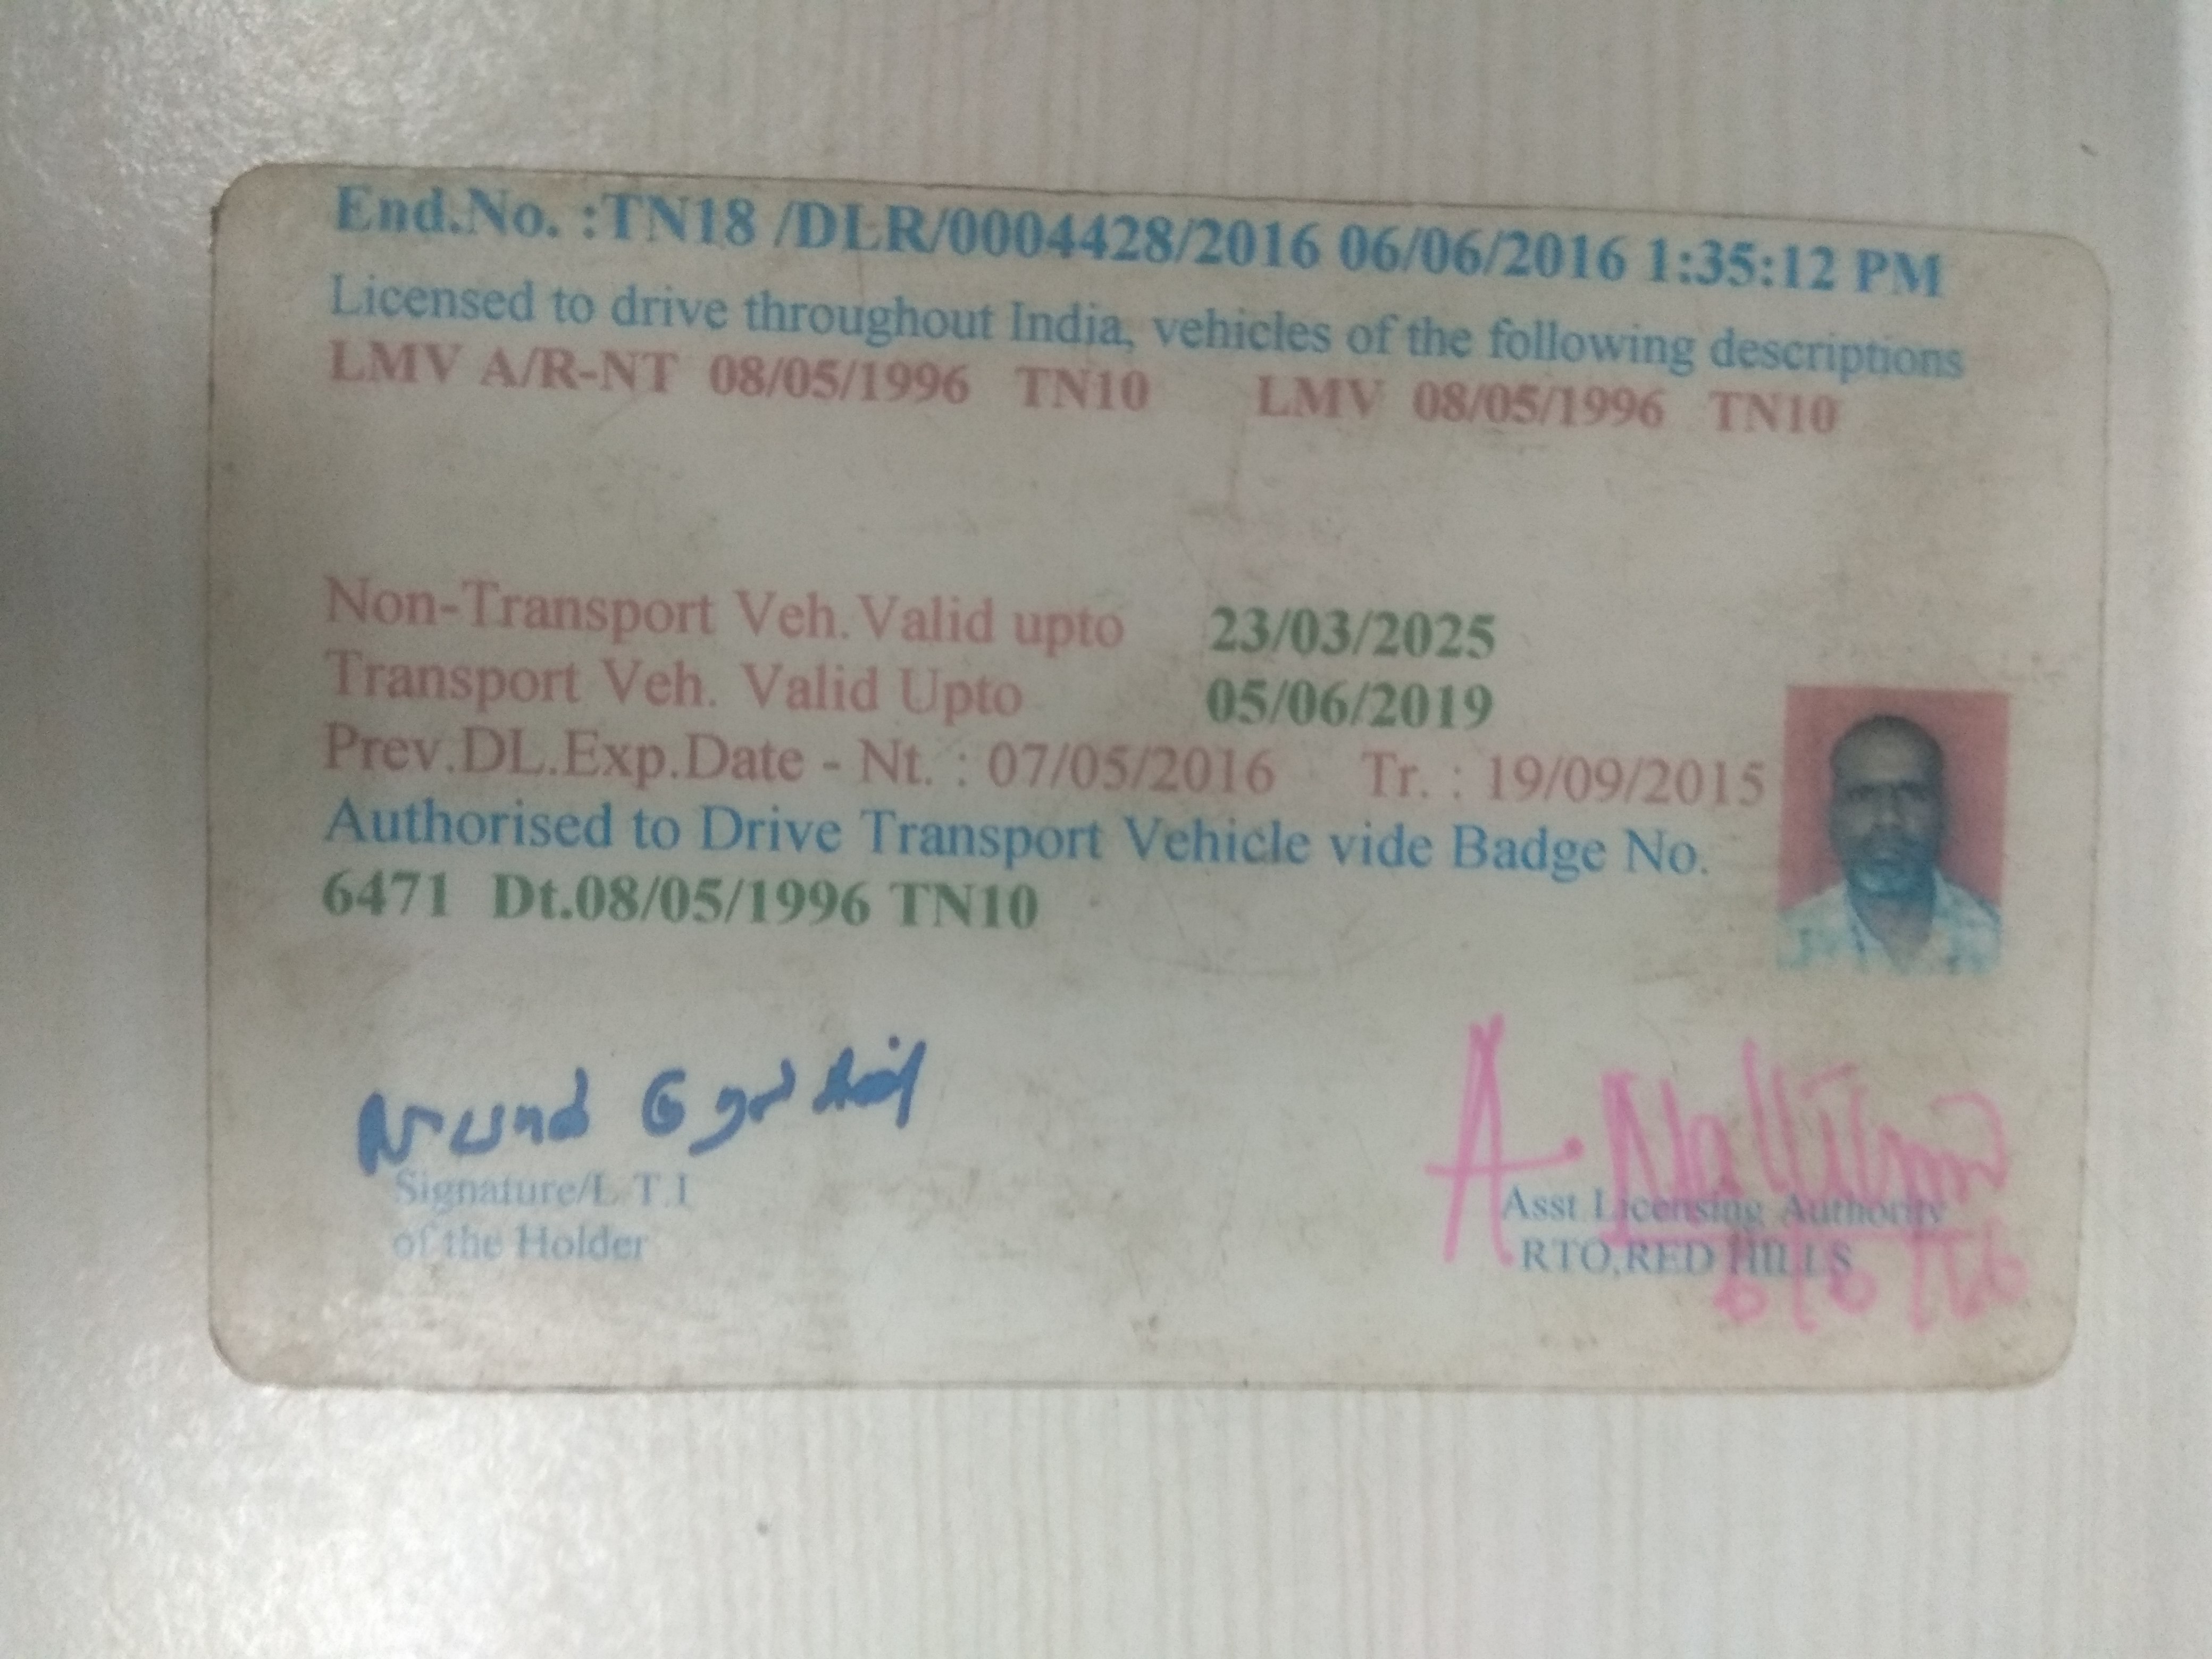 End.No. :TN18 /DLR/0004428/2016 06/06/2016 1:35:12 PM
Licensed to drive throughout India, vehicles of the following descriptions
LMV A/R-NT 08/05/1996 TN10 LMV 08/05/1996 TN10
Non-Transport Veh.Valid upto 23/03/2025
Transport Veh. Valid Upto 05/06/2019
Prev.DL.Exp.Date - Nt. : 07/05/2016 Tr. : 19/09/2015
Authorised to Drive Transport Vehicle vide Badge No.
6471 Dt.08/05/1996 TN10
Signature/L.T.I
of the Holder
Asst Licensing Authority
RTO,RED HILLS